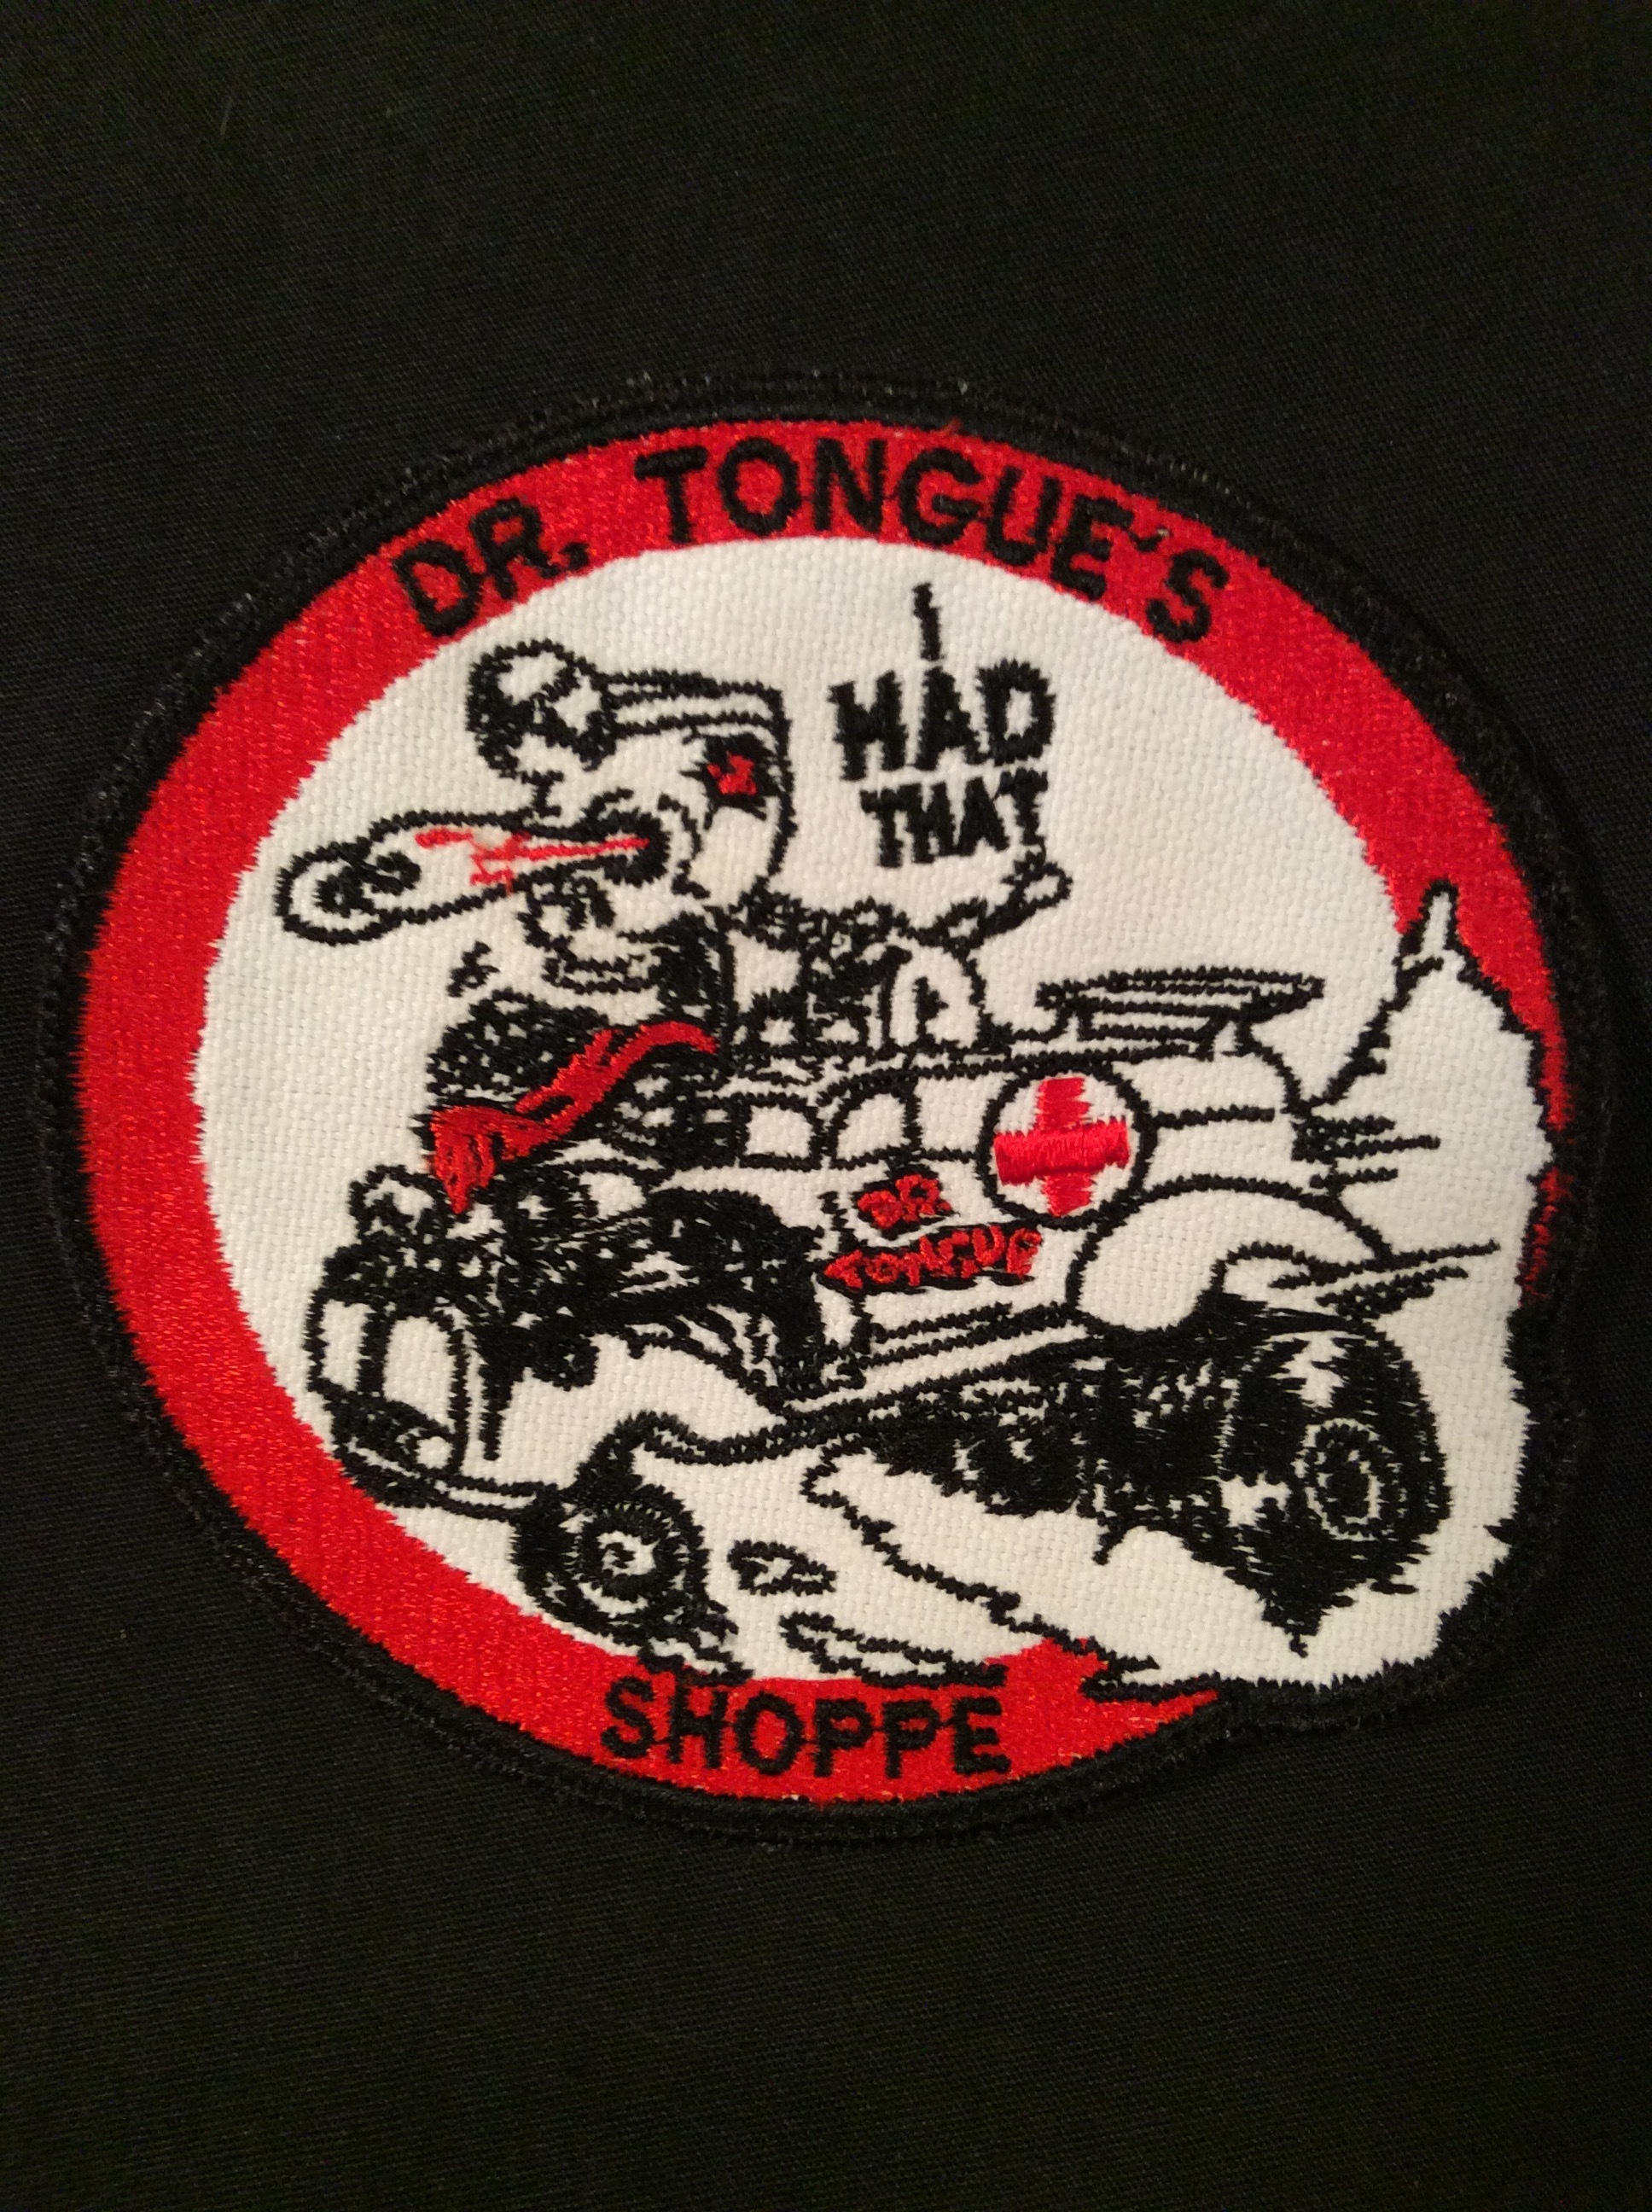 DR. TONGUE'S
I
HAD
THAT
DR.
TONGUE
SHOPPE